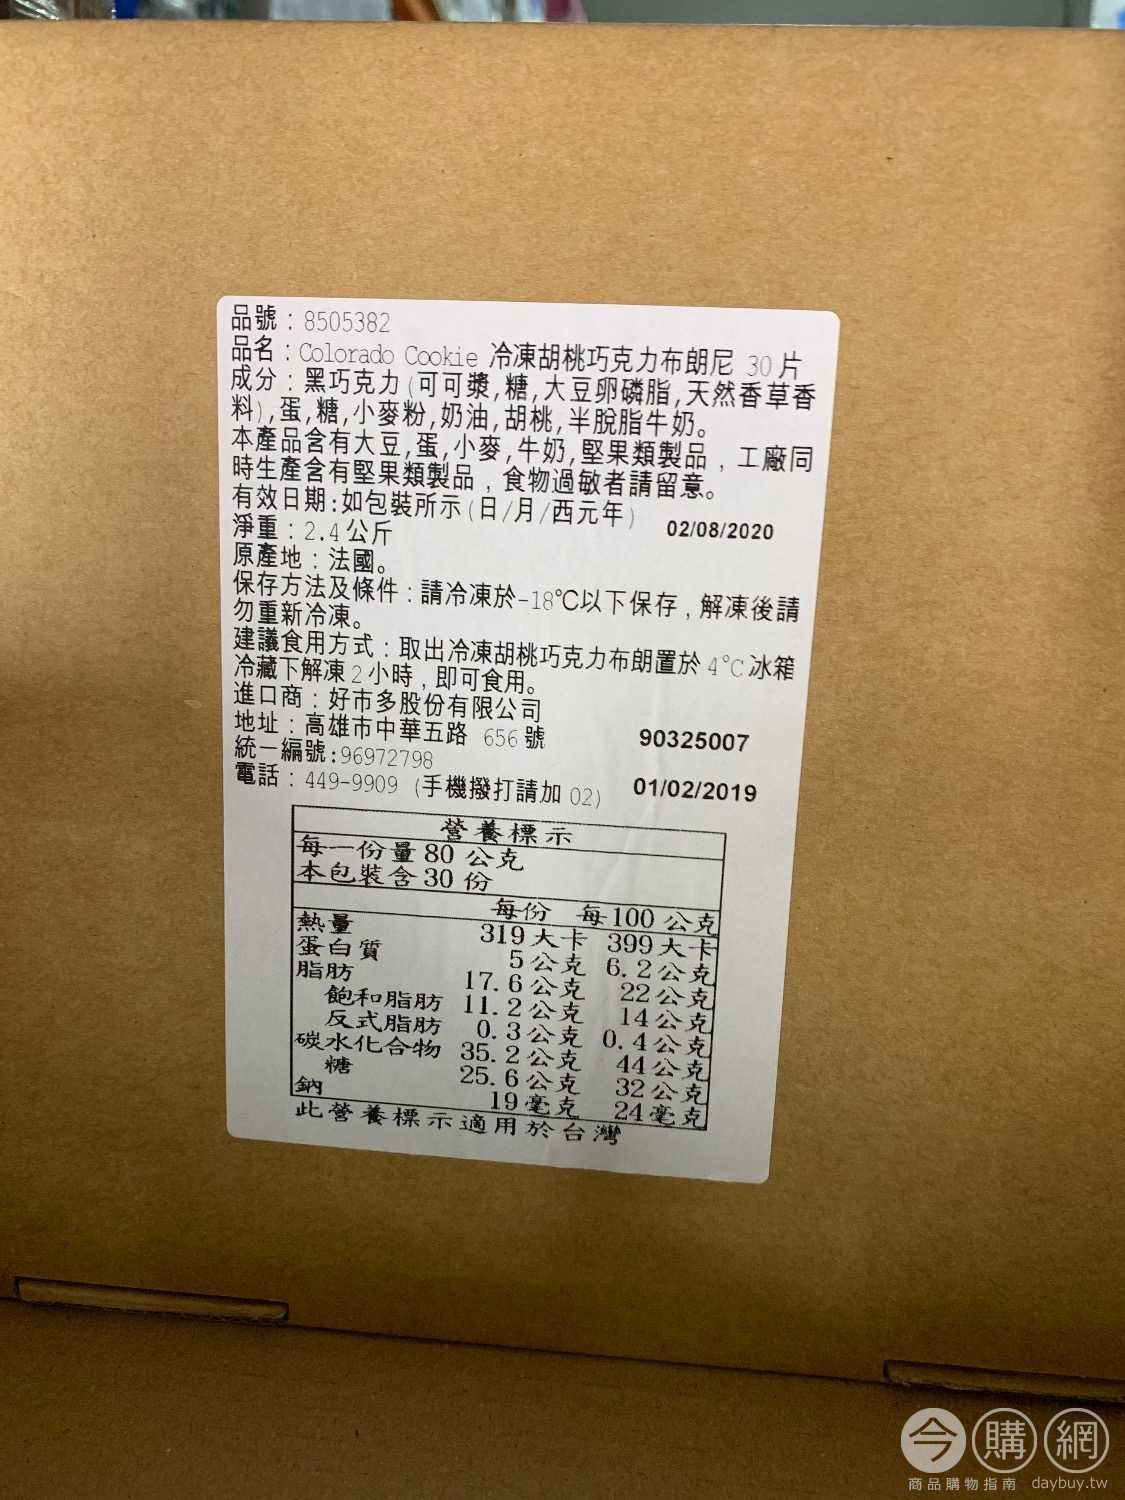 品號：8505382
品名：Colorado Cookie 冷凍胡桃巧克力布朗尼 30片
成分：黑巧克力(可可漿,糖,大豆卵磷脂,天然香草香
料),蛋,糖,小麥粉,奶油,胡桃,半脫脂牛奶。
本產品含有大豆,蛋,小麥,牛奶,堅果類製品，工廠同
時生產含有堅果類製品，食物過敏者請留意。
有效日期:如包裝所示(日/月/西元年) 02/08/2020
淨重：2.4公斤
原產地：法國。
保存方法及條件：請冷凍於-18℃以下保存，解凍後請
勿重新冷凍。
建議食用方式：取出冷凍胡桃巧克力布朗置於4°C冰箱
冷藏下解凍2小時，即可食用。
進口商：好市多股份有限公司
地址：高雄市中華五路 656號 90325007
統一編號:96972798
電話：449-9909 (手機撥打請加02) 01/02/2019
營養標示
每一份量80公克
本包裝含30份
每份 每100公克
熱量 319大卡 399大卡
蛋白質 5公克 6.2公克
脂肪 17.6公克 22公克
飽和脂肪 11.2公克 14公克
反式脂肪 0.3公克 0.4公克
碳水化合物 35.2公克 44公克
糖 25.6公克 32公克
鈉 19毫克 24毫克
此營養標示適用於台灣
今購網
商品購物指南 daybuy.tw